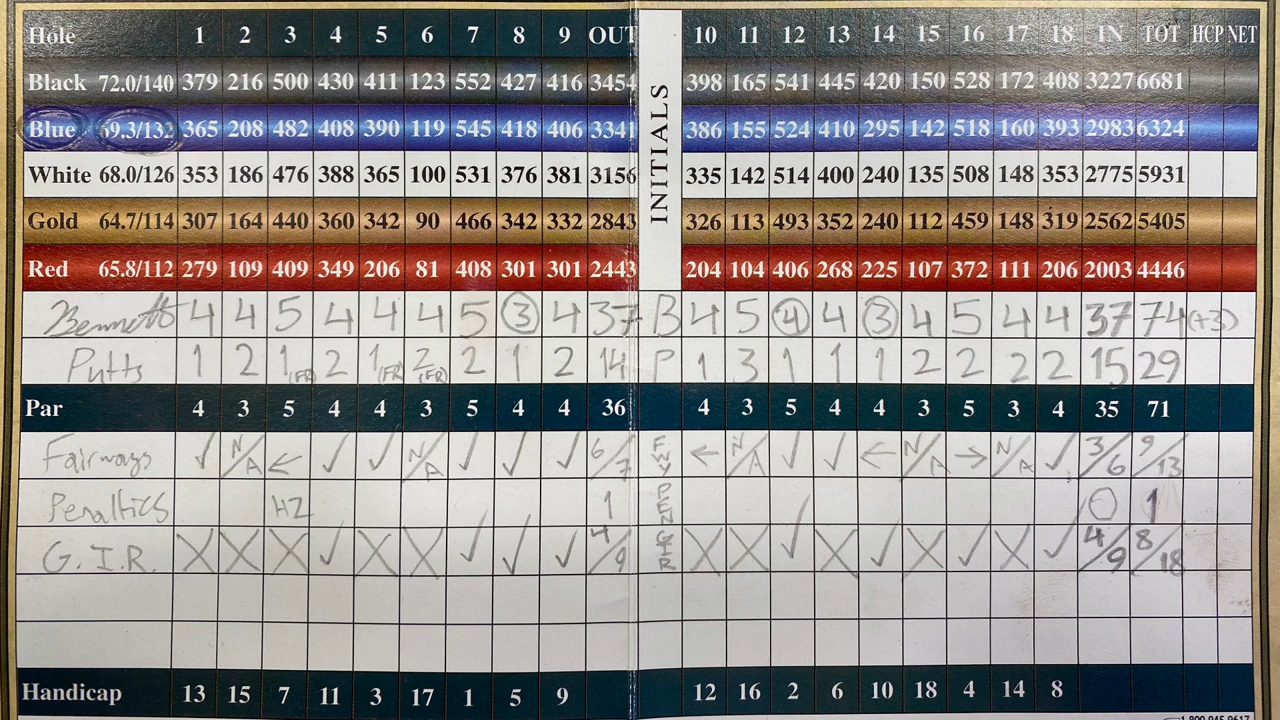 Hole 1 2 3 4 5 6 7 8 9 OUT INITIALS 10 11 12 13 14 15 16 17 18 IN TOT HCP NET
Black 72.0/140 379 216 500 430 411 123 552 427 416 3454 398 165 541 445 420 150 528 172 408 3227 6681
Blue 69.3/132 365 208 482 408 390 119 545 418 406 3341 386 155 524 410 295 142 518 160 393 2983 6324
White 68.0/126 353 186 476 388 365 100 531 376 381 3156 335 142 514 400 240 135 508 148 353 2775 5931
Gold 64.7/114 307 164 440 360 342 90 466 342 332 2843 326 113 493 352 240 112 459 148 319 2562 5405
Red 65.8/112 279 109 409 349 206 81 408 301 301 2443 204 104 406 268 225 107 372 111 206 2003 4446
Bennett 4 4 5 4 4 4 5 3 4 37 B 4 5 4 4 3 4 5 4 4 37 74 (+3)
Putts 1 2 1 (FR) 2 1 (FR) 2 (FR) 2 1 2 14 P 1 3 1 1 1 2 2 2 2 15 29
Par 4 3 5 4 4 3 5 4 4 36 4 3 5 4 4 3 5 3 4 35 71
Fairways ✓ N/A ← ✓ ✓ N/A ✓ ✓ ✓ 6/7 FWY ← N/A ✓ ✓ ← N/A → N/A ✓ 3/6 9/13
Penalties HZ 1 PEN 0 1
G.I.R. X X X ✓ X X ✓ ✓ ✓ 4/9 GIR X X ✓ X ✓ X ✓ X ✓ 4/9 8/18
Handicap 13 15 7 11 3 17 1 5 9 12 16 2 6 10 18 4 14 8